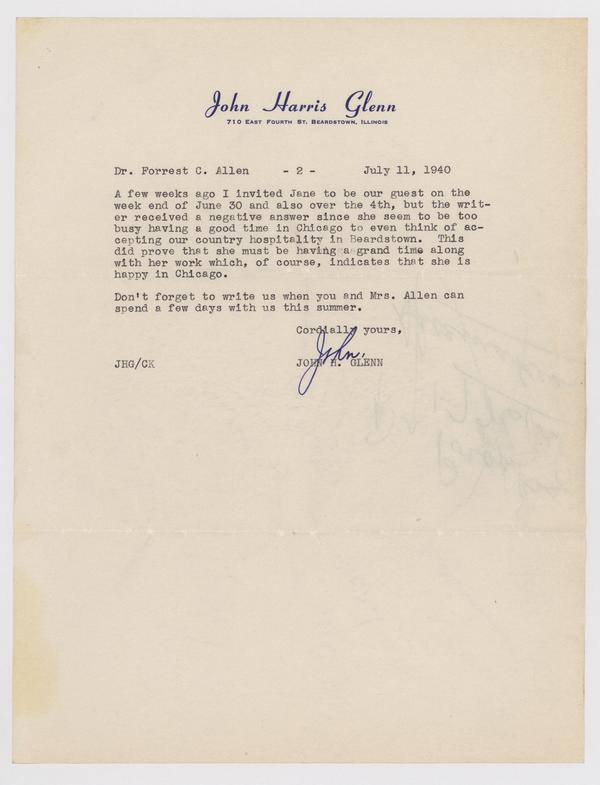 John Harris Glenn
710 East Fourth St. Beardstown, Illinois
Dr. Forrest C. Allen - 2 - July 11, 1940
A few weeks ago I invited Jane to be our guest on the
week end of June 30 and also over the 4th, but the writ-
er received a negative answer since she seem to be too
busy having a good time in Chicago to even think of ac-
cepting our country hospitality in Beardstown. This
did prove that she must be having a grand time along
with her work which, of course, indicates that she is
happy in Chicago.
Don't forget to write us when you and Mrs. Allen can
spend a few days with us this summer.
Cordially yours,
John.
JHG/CK JOHN H. GLENN